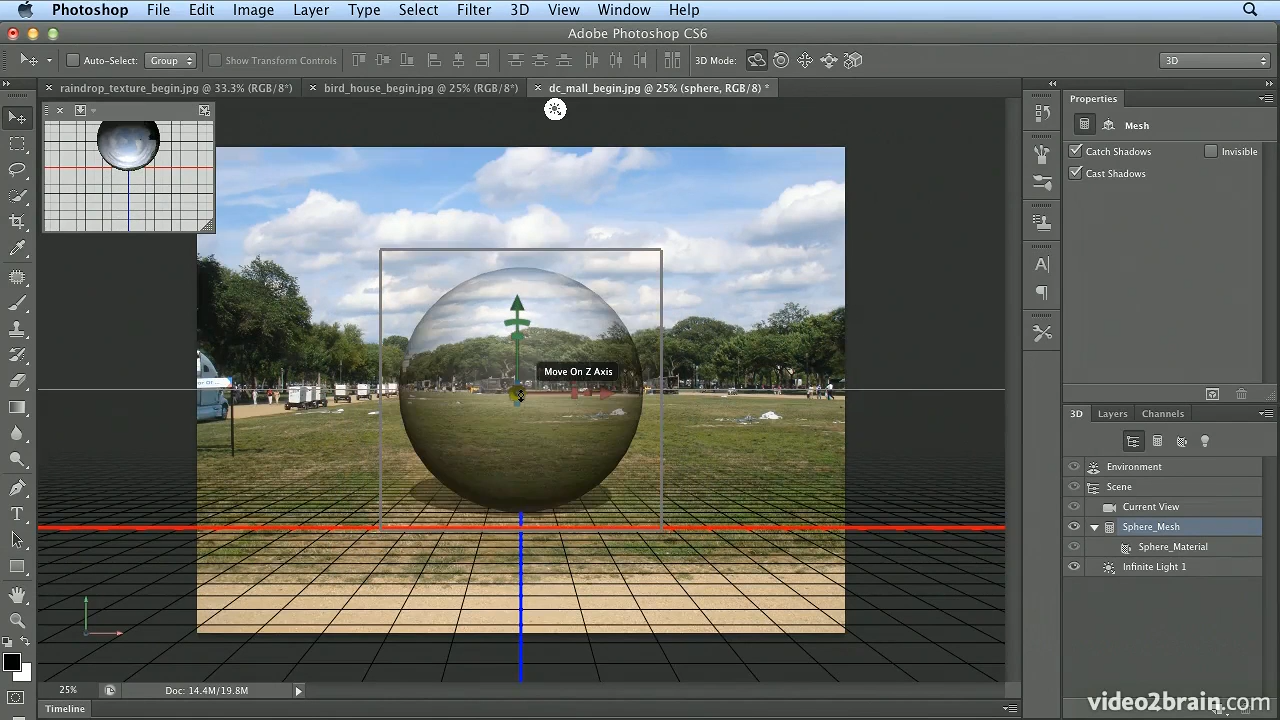 Photoshop File Edit Image Layer Type Select Filter 3D View Window Help
Adobe Photoshop CS6
Auto-Select: Group Show Transform Controls 3D Mode: 3D
raindrop_texture_begin.jpg @ 33.3% (RGB/8*) bird_house_begin.jpg @ 25% (RGB/8*) dc_mall_begin.jpg @ 25% (sphere, RGB/8) *
Properties
Mesh
Catch Shadows Invisible
Cast Shadows
Move On Z Axis
3D Layers Channels
Environment
Scene
Current View
Sphere_Mesh
Sphere_Material
Infinite Light 1
25% Doc: 14.4M/19.8M
Timeline
video2brain.com